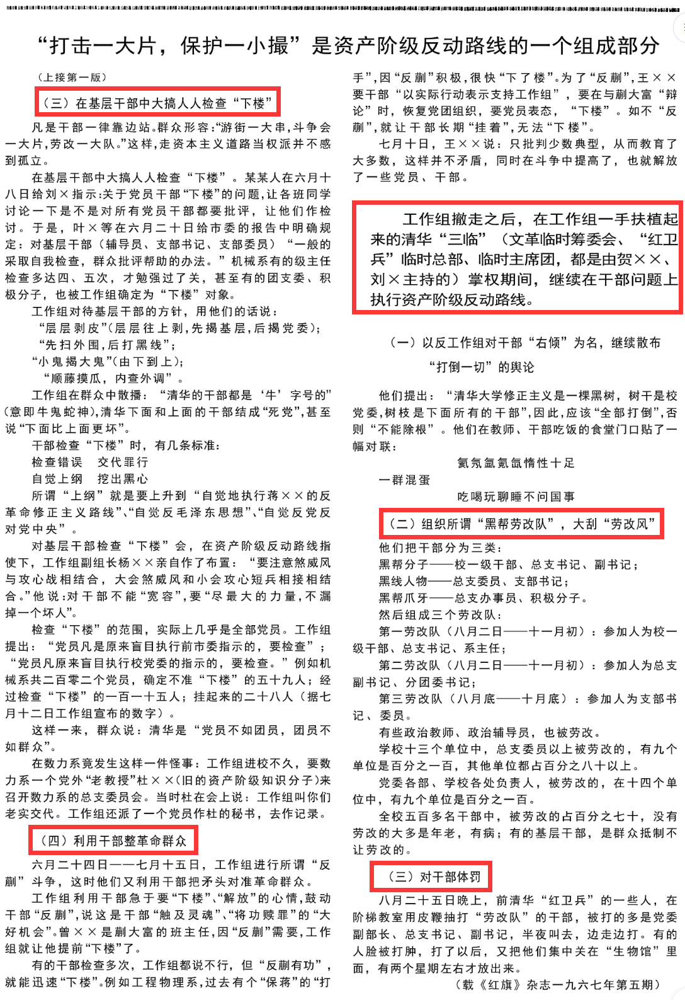 “打击一大片，保护一小撮”是资产阶级反动路线的一个组成部分
（上接第一版）
（三）在基层干部中大搞人人检查“下楼”
凡是干部一律靠边站。群众形容：“游街一大串，斗争会
一大片，劳改一大队。”这样，走资本主义道路当权派并不感
到孤立。
在基层干部中大搞人人检查“下楼”。某某人在六月十
八日给刘×指示：关于党员干部“下楼”的问题，让各班同学
讨论一下是不是对所有党员干部都要批评，让他们作检
讨。于是，叶×等在六月二十日给市委的报告中明确规
定：对基层干部（辅导员、支部书记、支部委员）“一般的
采取自我检查，群众批评帮助的办法。”机械系有的级主任
检查多达四、五次，才勉强过了关，甚至有的团支委、积
极分子，也被工作组确定为“下楼”对象。
工作组对待基层干部的方针，用他们的话说：
“层层剥皮”（层层往上剥，先揭基层，后揭党委）；
“先扫外围，后打黑线”；
“小鬼揭大鬼”（由下到上）；
“顺藤摸瓜，内查外调”。
工作组在群众中散播：“清华的干部都是‘牛’字号的”
（意即牛鬼蛇神），清华下面和上面的干部结成“死党”，甚至
说“下面比上面更坏”。
干部检查“下楼”时，有几条标准：
检查错误　交代罪行
自觉上纲　挖出黑心
所谓“上纲”就是要上升到“自觉地执行蒋××的反
革命修正主义路线”、“自觉反毛泽东思想”、“自觉反党反
对党中央”。
对基层干部检查“下楼”会，在资产阶级反动路线指
使下，工作组副组长杨××亲自作了布置：“要注意煞威风
与攻心战相结合，大会煞威风和小会攻心短兵相接相结
合。”他说：对干部不能“宽容”，要“尽最大的力量，不漏
掉一个坏人”。
检查“下楼”的范围，实际上几乎是全部党员。工作组
提出：“党员凡是原来盲目执行前市委指示的，要检查”；
“党员凡原来盲目执行校党委的指示的，要检查。”例如机
械系共二百零二个党员，确定不准“下楼”的五十九人；经
过检查“下楼”的一百一十五人；挂起来的二十八人（据七
月十二日工作组宣布的数字）。
这样一来，群众说：清华是“党员不如团员，团员不
如群众”。
在数力系竟发生这样一件怪事：工作组进校不久，要数
力系一个党外“老教授”杜××（旧的资产阶级知识分子）来
召开数力系的总支委员会。当时杜在会上说：工作组叫你们
老实交代。工作组还派了一个党员作杜的秘书，去作记录。
（四）利用干部整革命群众
六月二十四日——七月十五日，工作组进行所谓“反
蒯”斗争，这时他们又利用干部把矛头对准革命群众。
工作组利用干部急于要“下楼”、“解放”的心情，鼓动
干部“反蒯”，说这是干部“触及灵魂”、“将功赎罪”的“大
好机会”。曾××是蒯大富的班主任，因“反蒯”需要，工作
组就让他提前“下楼”了。
有的干部检查多次，工作组都说不行，但“反蒯有功”，
就能迅速“下楼”。例如工程物理系，过去有个“保蒋”的“打
手”，因“反蒯”积极，很快“下了楼”。为了“反蒯”，王××
要干部“以实际行动表示支持工作组”，要在与蒯大富“辩
论”时，恢复党团组织，要党员表态，“下楼”。如不“反
蒯”，就让干部长期“挂着”，无法“下楼”。
七月十日，王××说：只批判少数典型，从而教育了
大多数，这样并不矛盾，同时在斗争中提高了，也就解放
了一些党员、干部。
工作组撤走之后，在工作组一手扶植起
来的清华“三临”（文革临时筹委会、“红卫
兵”临时总部、临时主席团，都是由贺××、
刘×主持的）掌权期间，继续在干部问题上
执行资产阶级反动路线。
（一）以反工作组对干部“右倾”为名，继续散布
“打倒一切”的舆论
他们提出：“清华大学修正主义是一棵黑树，树干是校
党委，树枝是下面所有的干部”，因此，应该“全部打倒”，否
则“不能除根”。他们在教师、干部吃饭的食堂门口贴了一
幅对联：
氦氖氩氪氙惰性十足
一群混蛋
吃喝玩聊睡不问国事
（二）组织所谓“黑帮劳改队”，大刮“劳改风”
他们把干部分为三类：
黑帮分子——校一级干部、总支书记、副书记；
黑线人物——总支委员、支部书记；
黑帮爪牙——总支办事员、积极分子。
然后组成三个劳改队：
第一劳改队（八月二日——十一月初）：参加人为校一
级干部、总支书记、系主任；
第二劳改队（八月二日——十一月初）：参加人为总支
副书记、分团委书记；
第三劳改队（八月底——十月底）：参加人为支部书
记、委员。
有些政治教师、政治辅导员，也被劳改。
学校十三个单位中，总支委员以上被劳改的，有九个
单位是百分之一百，其他单位都占百分之八十以上。
党委各部、学校各处负责人，被劳改的，在十四个单
位中，有九个单位是百分之一百。
全校五百多名干部中，被劳改的占百分之七十，没有
劳改的大多是年老，有病；有的基层干部，是群众抵制不
让劳改的。
（三）对干部体罚
八月二十五日晚上，前清华“红卫兵”的一些人，在
阶梯教室用皮鞭抽打“劳改队”的干部，被打的多是党委
副部长、总支书记、副书记，半夜叫去，边走边打。有的
人脸被打肿，打了以后，又把他们集中关在“生物馆”里
面，有两个星期左右才放出来。
（载《红旗》杂志一九六七年第五期）